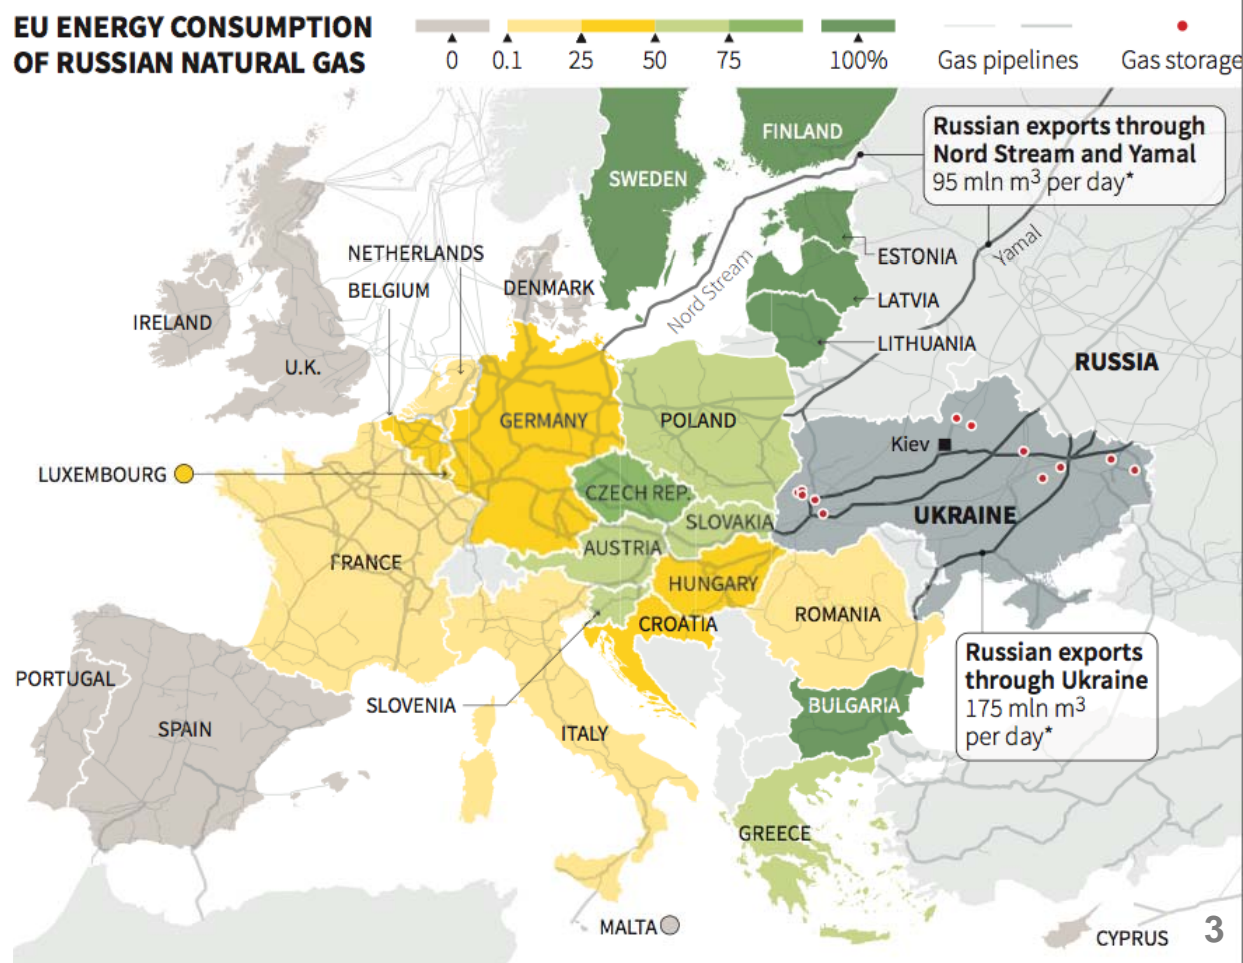 EU ENERGY CONSUMPTION
OF RUSSIAN NATURAL GAS
0 0.1 25 50 75 100%
Gas pipelines
Gas storage
Russian exports through
Nord Stream and Yamal
95 mln m³ per day*
FINLAND
SWEDEN
Yamal
NETHERLANDS
ESTONIA
BELGIUM
DENMARK
Nord Stream
LATVIA
IRELAND
LITHUANIA
U.K.
RUSSIA
GERMANY
POLAND
Kiev
LUXEMBOURG
CZECH REP.
SLOVAKIA
UKRAINE
AUSTRIA
FRANCE
HUNGARY
ROMANIA
CROATIA
Russian exports
through Ukraine
175 mln m³
per day*
PORTUGAL
SLOVENIA
BULGARIA
SPAIN
ITALY
GREECE
MALTA
CYPRUS
3